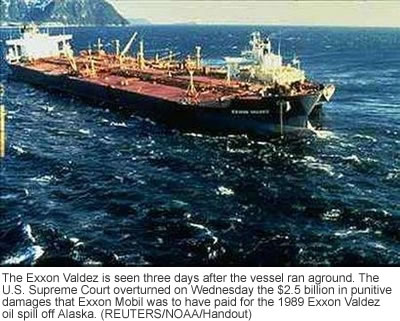 EXXON VALDEZ
The Exxon Valdez is seen three days after the vessel ran aground. The
U.S. Supreme Court overturned on Wednesday the $2.5 billion in punitive
damages that Exxon Mobil was to have paid for the 1989 Exxon Valdez
oil spill off Alaska. (REUTERS/NOAA/Handout)